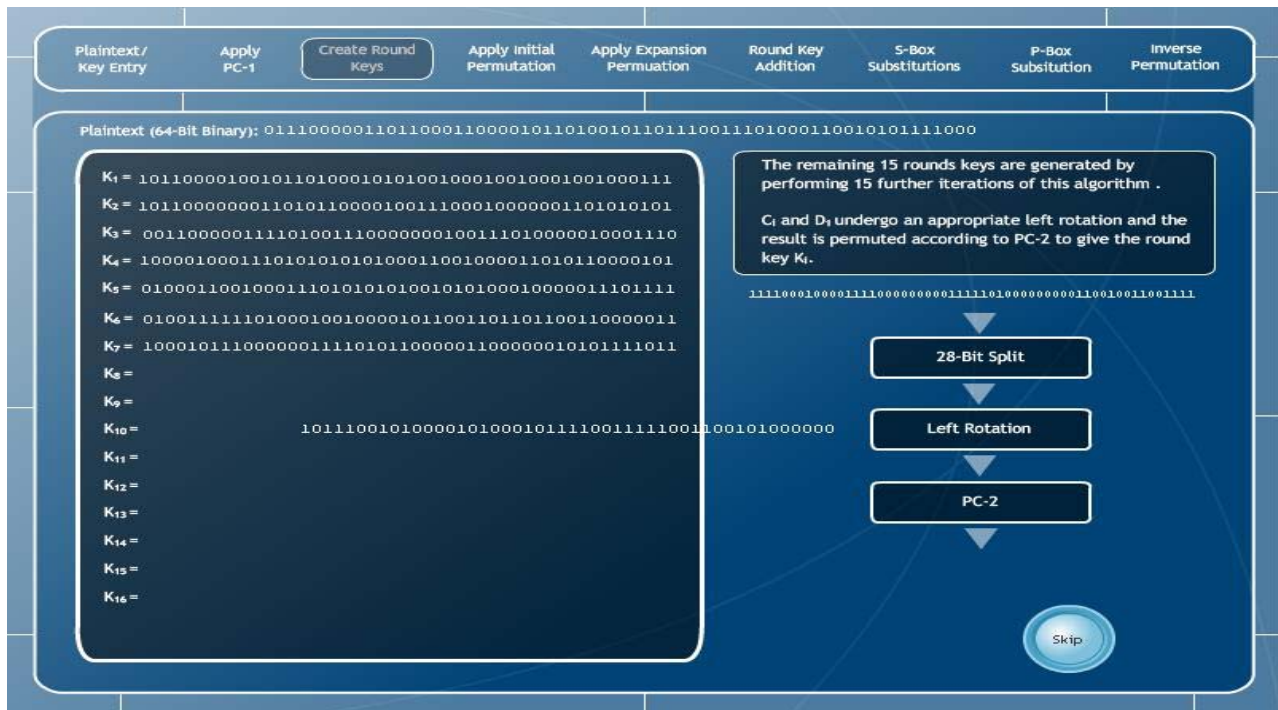 Plaintext/ Key Entry
Apply PC-1
Create Round Keys
Apply Initial Permutation
Apply Expansion Permuation
Round Key Addition
S-Box Substitutions
P-Box Subsitution
Inverse Permutation
Plaintext (64-Bit Binary): 0111000001101100011000010110100101101110011101000110010101111000
K₁ = 101100001001011010001010100100010010001001000111
K₂ = 101100000001101011000010011100010000001101010101
K₃ = 001100000111101001110000000100111010000010001110
K₄ = 100001000111010101010100011001000011010110000101
K₅ = 010001100100011101010101001010100010000011101111
K₆ = 010011111101000100100001011001101101100110000011
K₇ = 100010111000000111101011000001100000010101111011
K₈ =
K₉ =
K₁₀ = 101110010100001010001011110011111001100101000000
K₁₁ =
K₁₂ =
K₁₃ =
K₁₄ =
K₁₅ =
K₁₆ =
The remaining 15 rounds keys are generated by
performing 15 further iterations of this algorithm .
Cᵢ and Dᵢ undergo an appropriate left rotation and the
result is permuted according to PC-2 to give the round
key Kᵢ.
28-Bit Split
Left Rotation
PC-2
Skip